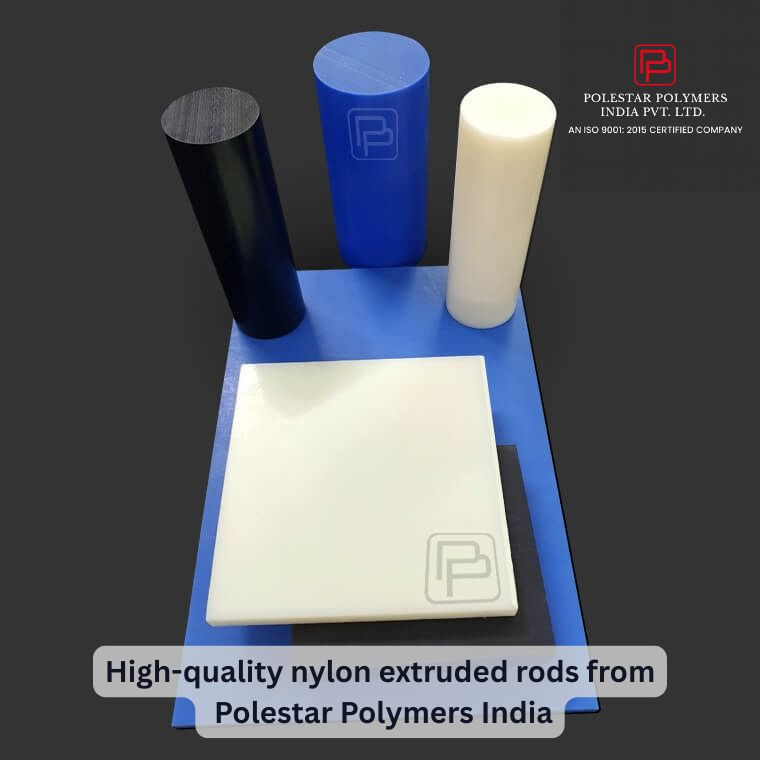 POLESTAR POLYMERS
INDIA PVT. LTD.
AN ISO 9001: 2015 CERTIFIED COMPANY
High-quality nylon extruded rods from
Polestar Polymers India